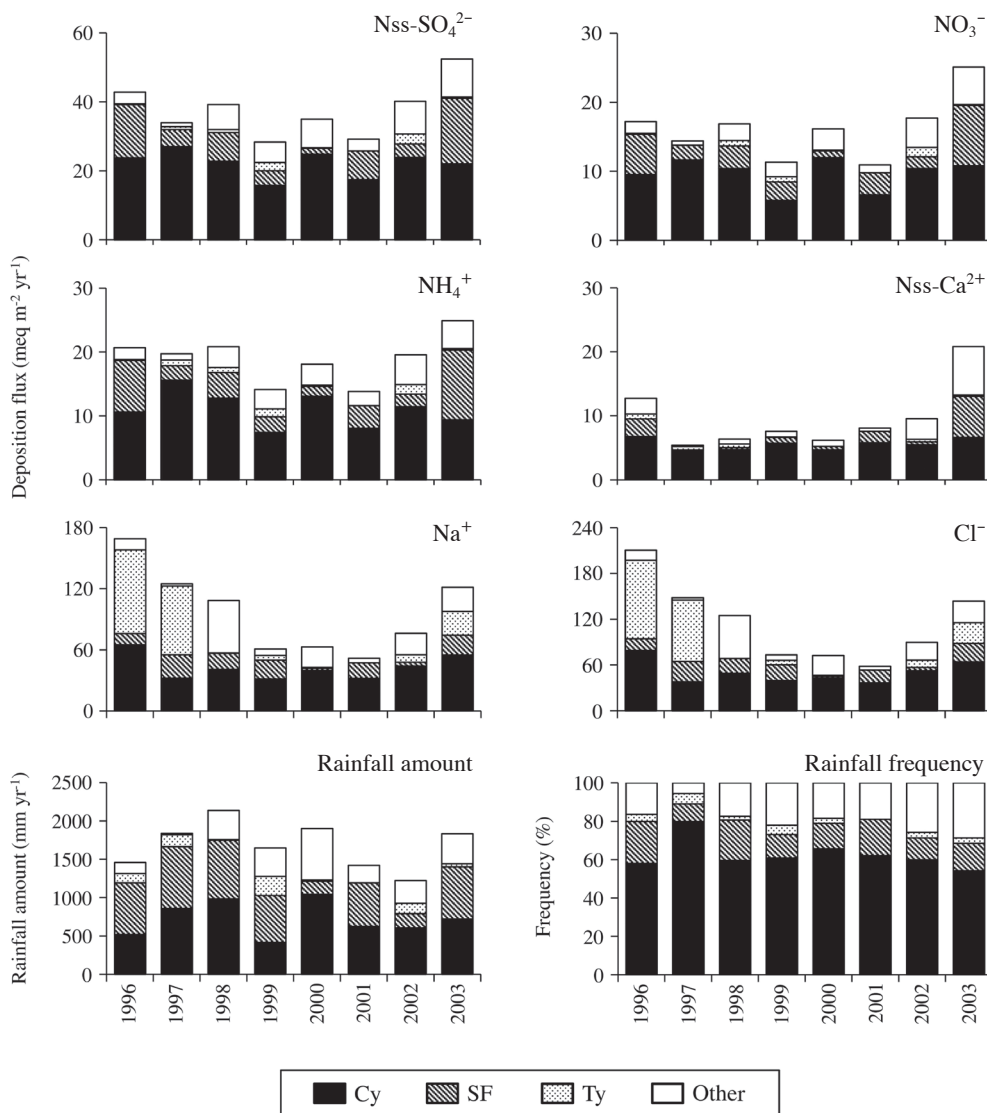 Nss-SO₄²⁻
60
40
20
0
NO₃⁻
30
20
10
0
Deposition flux (meq m⁻² yr⁻¹)
NH₄⁺
30
20
10
0
Nss-Ca²⁺
30
20
10
0
Na⁺
180
120
60
0
Cl⁻
240
180
120
60
0
Rainfall amount
Rainfall amount (mm yr⁻¹)
2500
2000
1500
1000
500
0
1996 1997 1998 1999 2000 2001 2002 2003
Rainfall frequency
Frequency (%)
100
80
60
40
20
0
1996 1997 1998 1999 2000 2001 2002 2003
Cy SF Ty Other